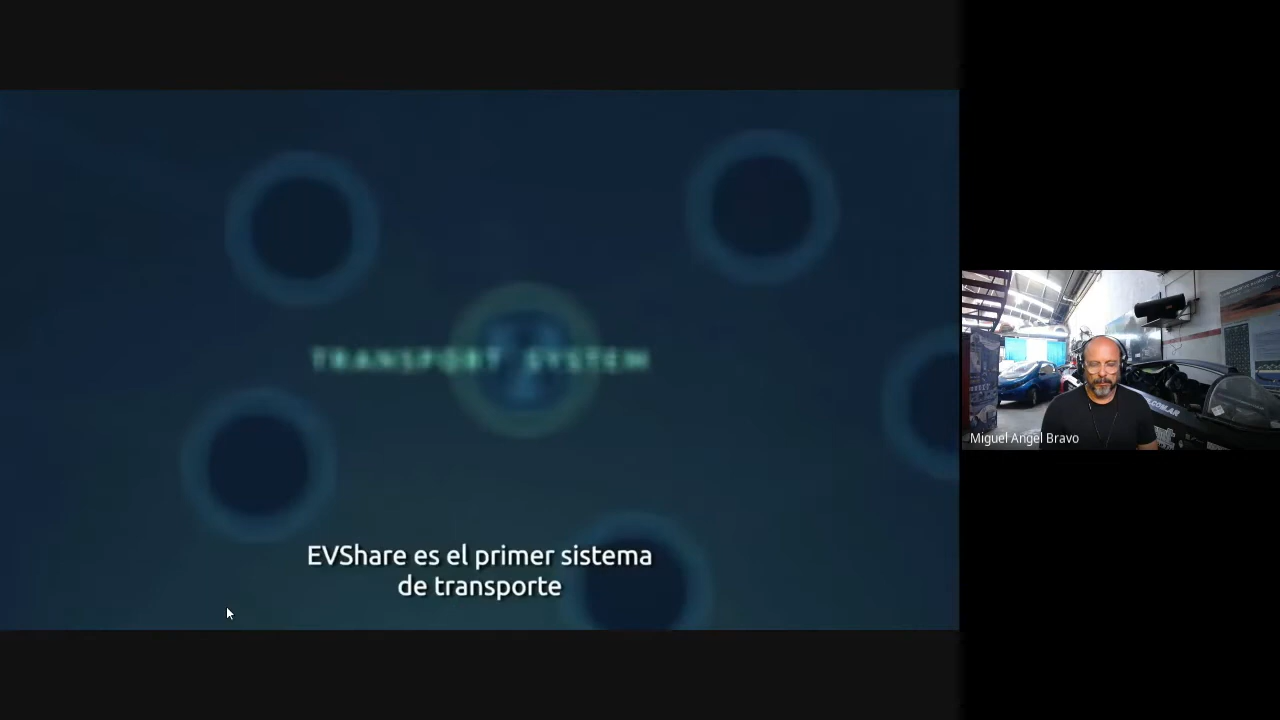 TRANSPORT SYSTEM
EVShare es el primer sistema
de transporte
Miguel Angel Bravo